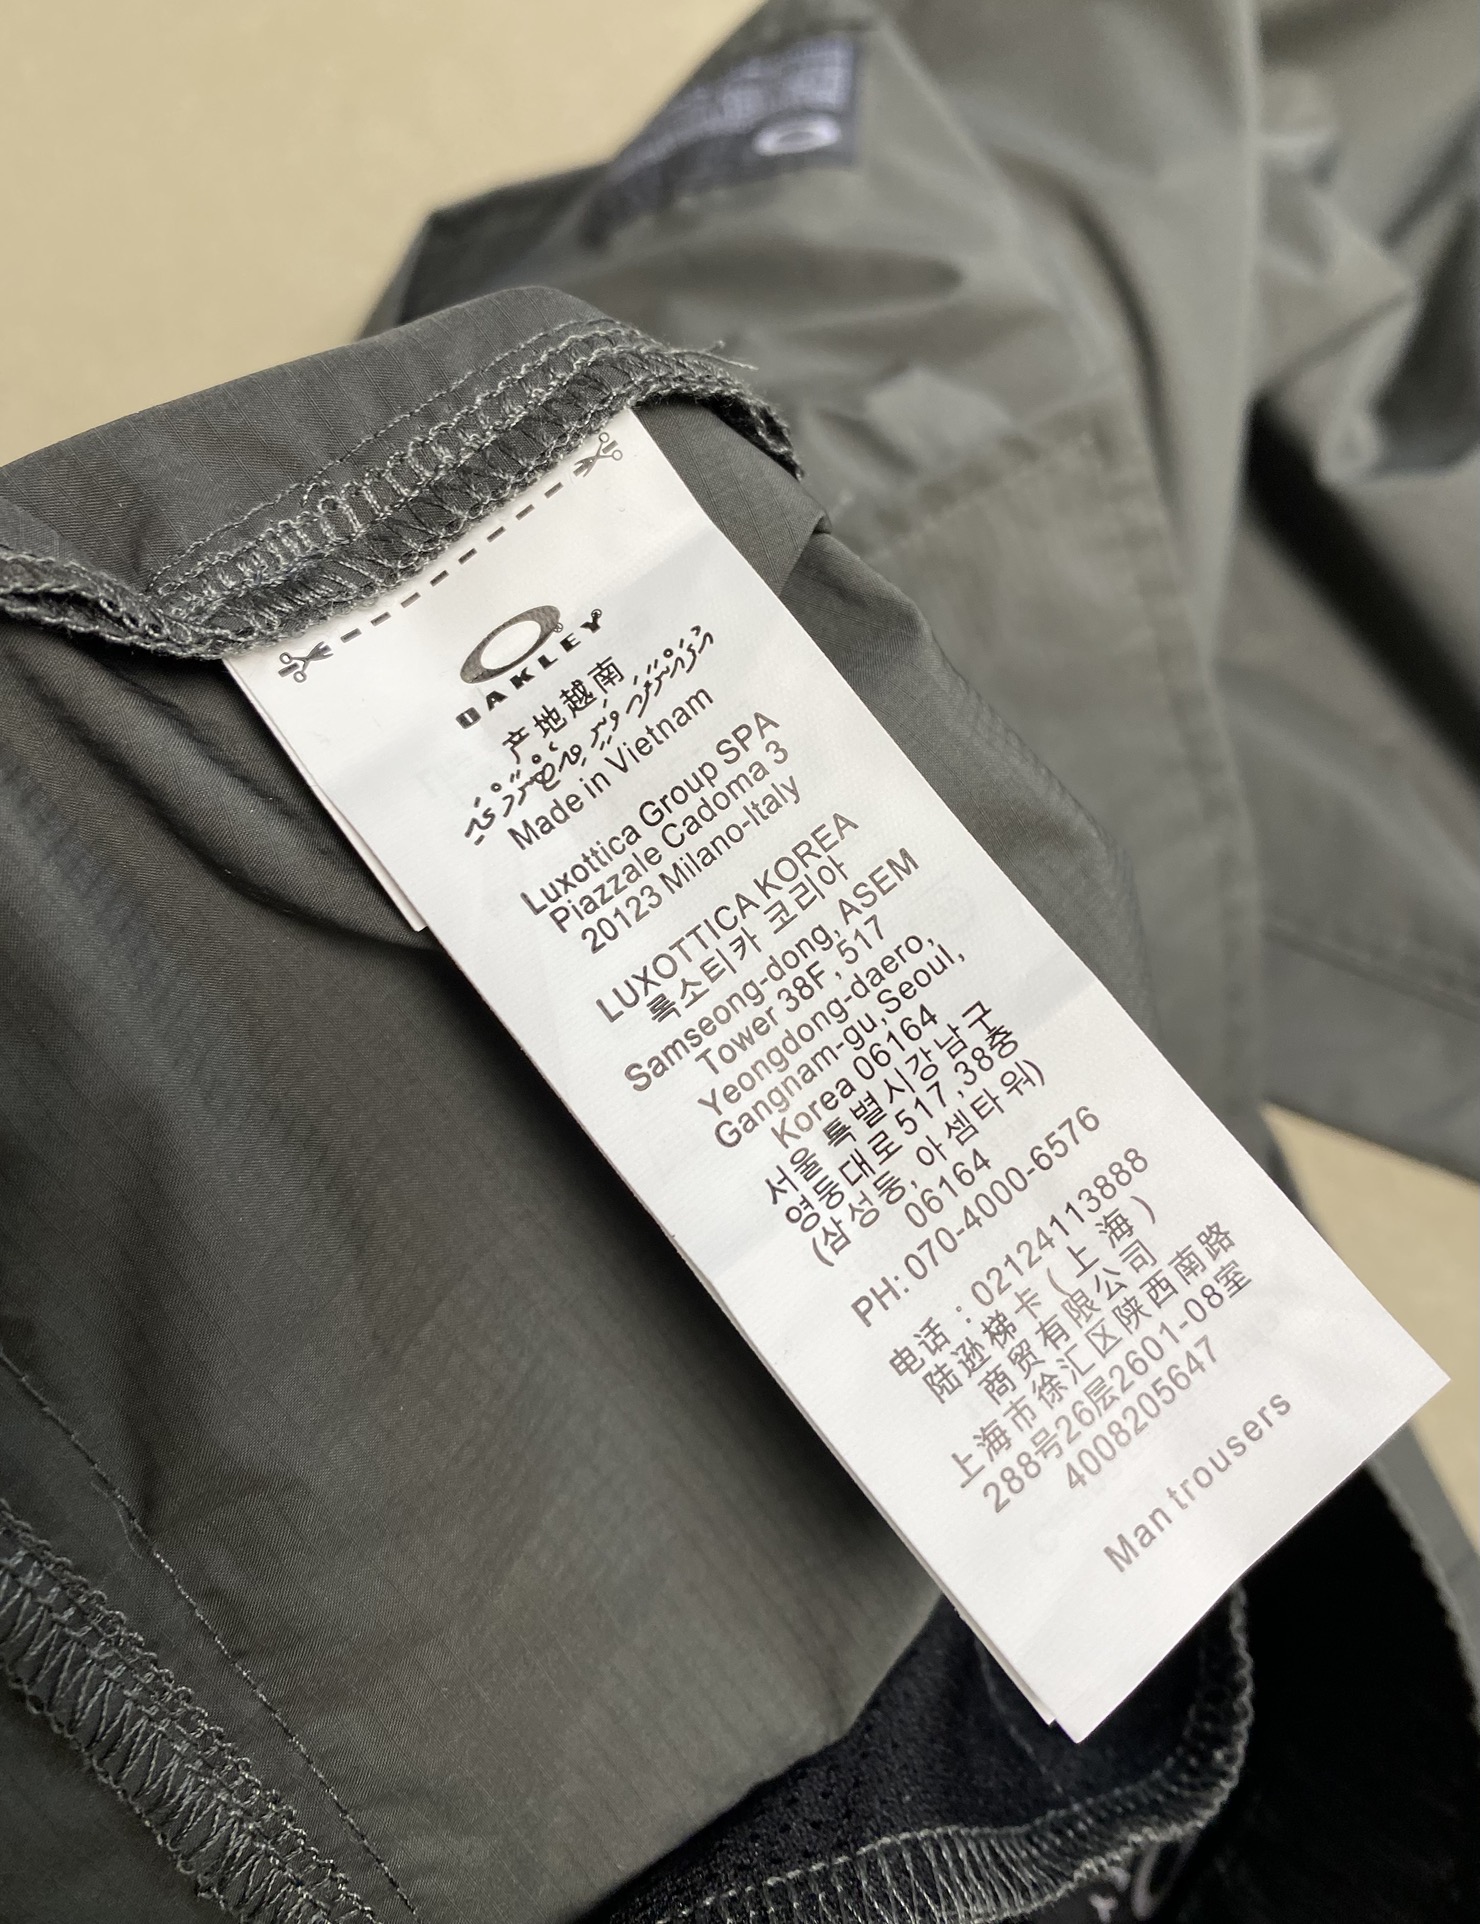 OAKLEY
产地越南
Made in Vietnam
Luxottica Group SPA
Piazzale Cadoma 3
20123 Milano-Italy
LUXOTTICA KOREA
록소티카 코리아
Samseong-dong, ASEM
Tower 38F, 517
Yeongdong-daero,
Gangnam-gu,Seoul,
Korea 06164
서울 특별시강남구
영동대로 517,38층
(삼성동, 아셈타워)
06164
PH: 070-4000-6576
电话：02124113888
陆逊梯卡（上海）
商贸有限公司
上海市徐汇区陕西南路
288号26层2601-08室
4008205647
Man trousers